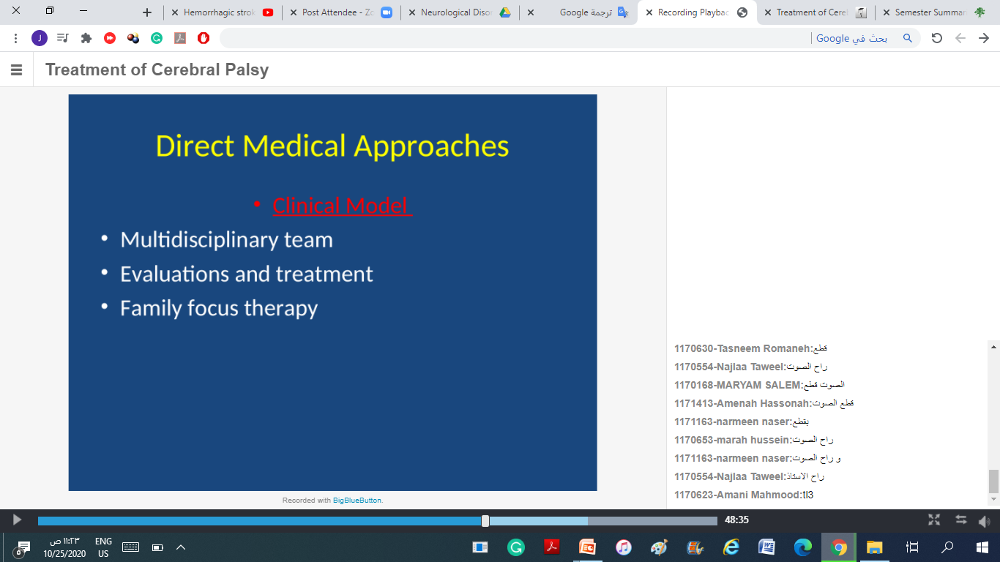 Hemorrhagic strok
Post Attendee - Zo
Neurological Disor
ترجمة Google
Recording Playbac
Treatment of Cerel
Semester Summar
J
بحث في Google
Treatment of Cerebral Palsy
Direct Medical Approaches
• Clinical Model
• Multidisciplinary team
• Evaluations and treatment
• Family focus therapy
1170630-Tasneem Romaneh:قطع
1170554-Najlaa Taweel:راح الصوت
1170168-MARYAM SALEM:الصوت قطع
1171413-Amenah Hassonah:قطع الصوت
1171163-narmeen naser:بقطع
1170653-marah hussein:راح الصوت
1171163-narmeen naser:و راح الصوت
1170554-Najlaa Taweel:راح الاستاذ
1170623-Amani Mahmood:tl3
Recorded with BigBlueButton.
48:35
١١:٢٣ ص
10/25/2020
ENG
US